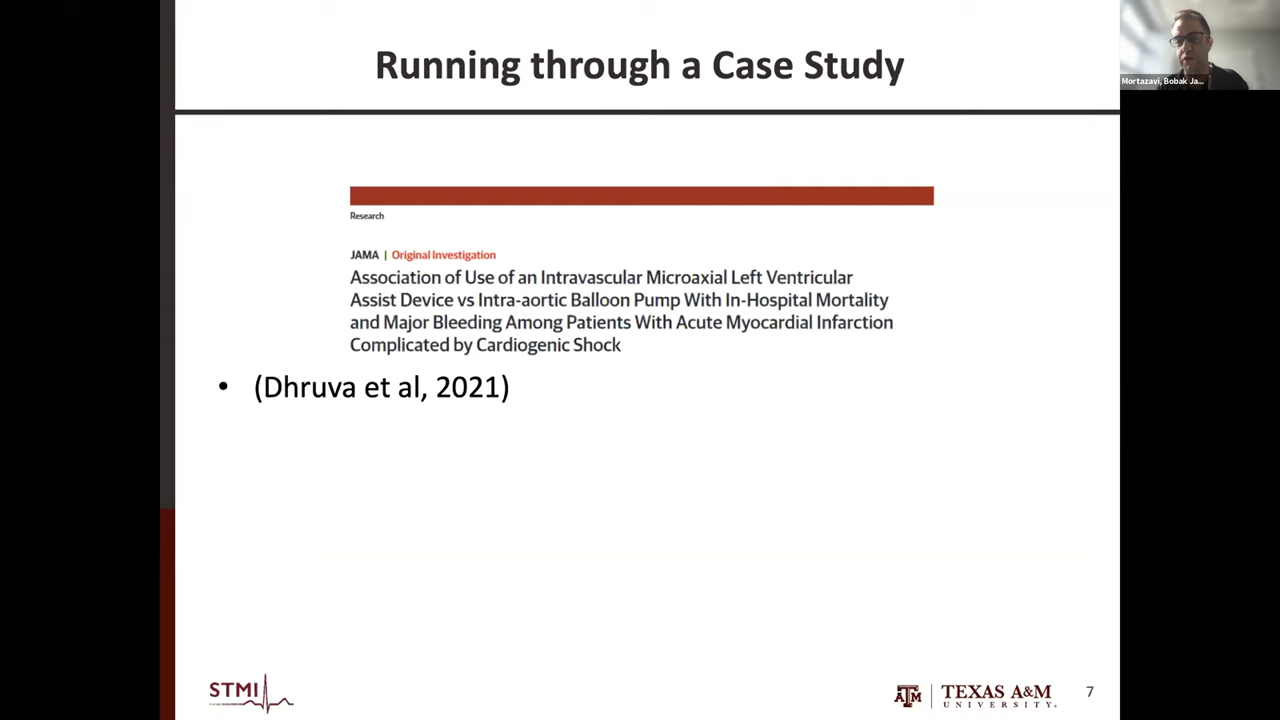 Running through a Case Study
Mortazavi, Bobak Ja...
Research
JAMA | Original Investigation
Association of Use of an Intravascular Microaxial Left Ventricular
Assist Device vs Intra-aortic Balloon Pump With In-Hospital Mortality
and Major Bleeding Among Patients With Acute Myocardial Infarction
Complicated by Cardiogenic Shock
• (Dhruva et al, 2021)
STMI
ATM | TEXAS A&M
UNIVERSITY
7